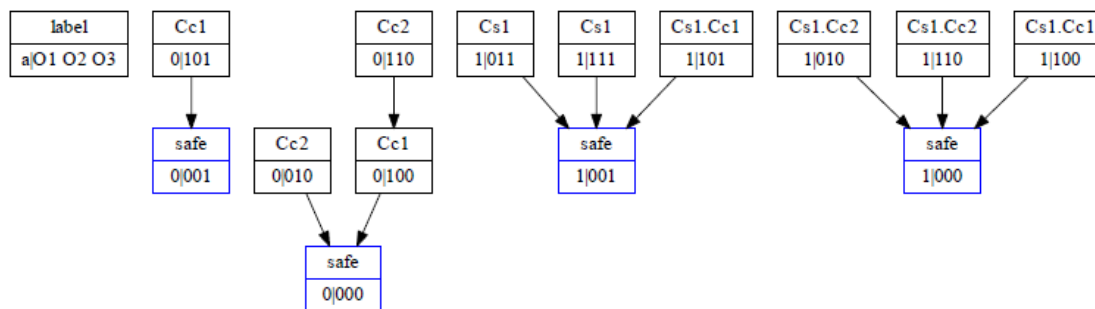 label
a|O1 O2 O3
Cc1
0|101
Cc2
0|110
Cs1
1|011
Cs1
1|111
Cs1.Cc1
1|101
Cs1.Cc2
1|010
Cs1.Cc2
1|110
Cs1.Cc1
1|100
safe
0|001
Cc2
0|010
Cc1
0|100
safe
1|001
safe
1|000
safe
0|000